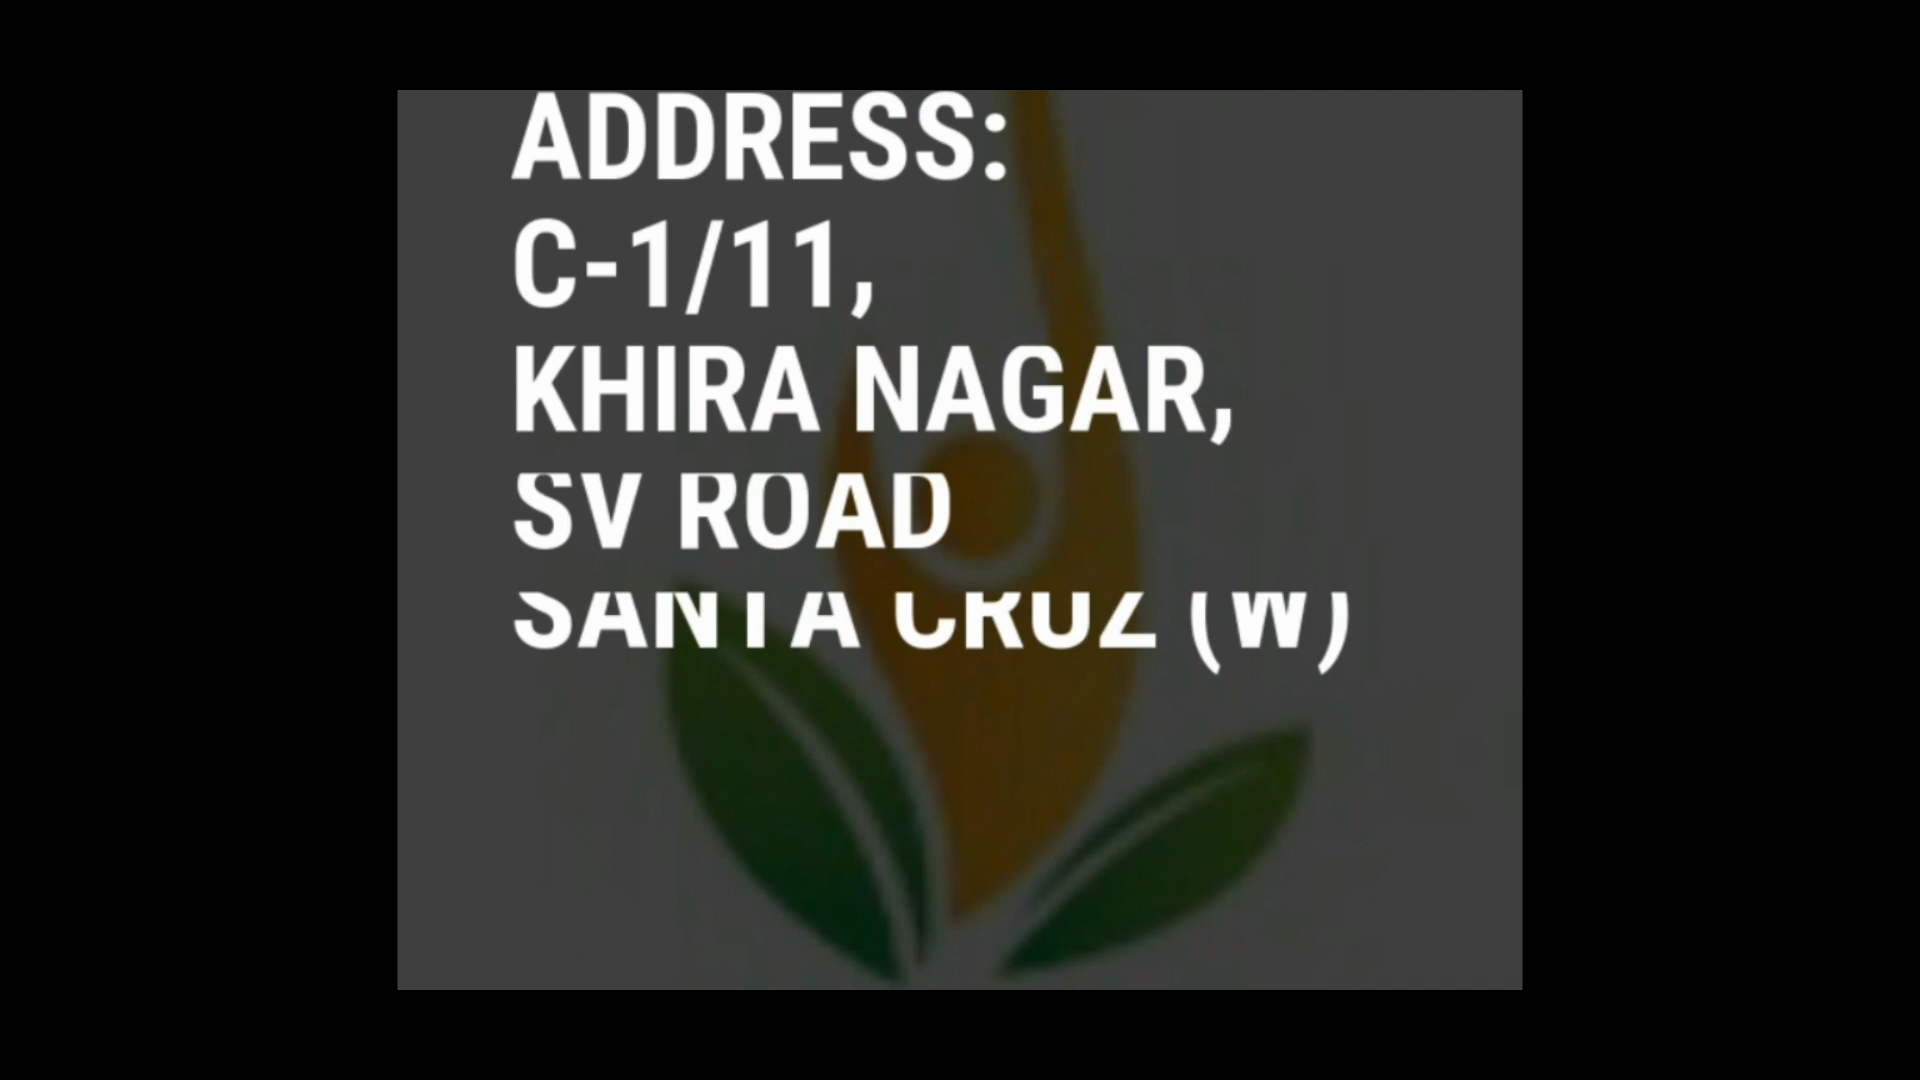 ADDRESS:
C-1/11,
KHIRA NAGAR,
SV ROAD
SANTA CRUZ (W)